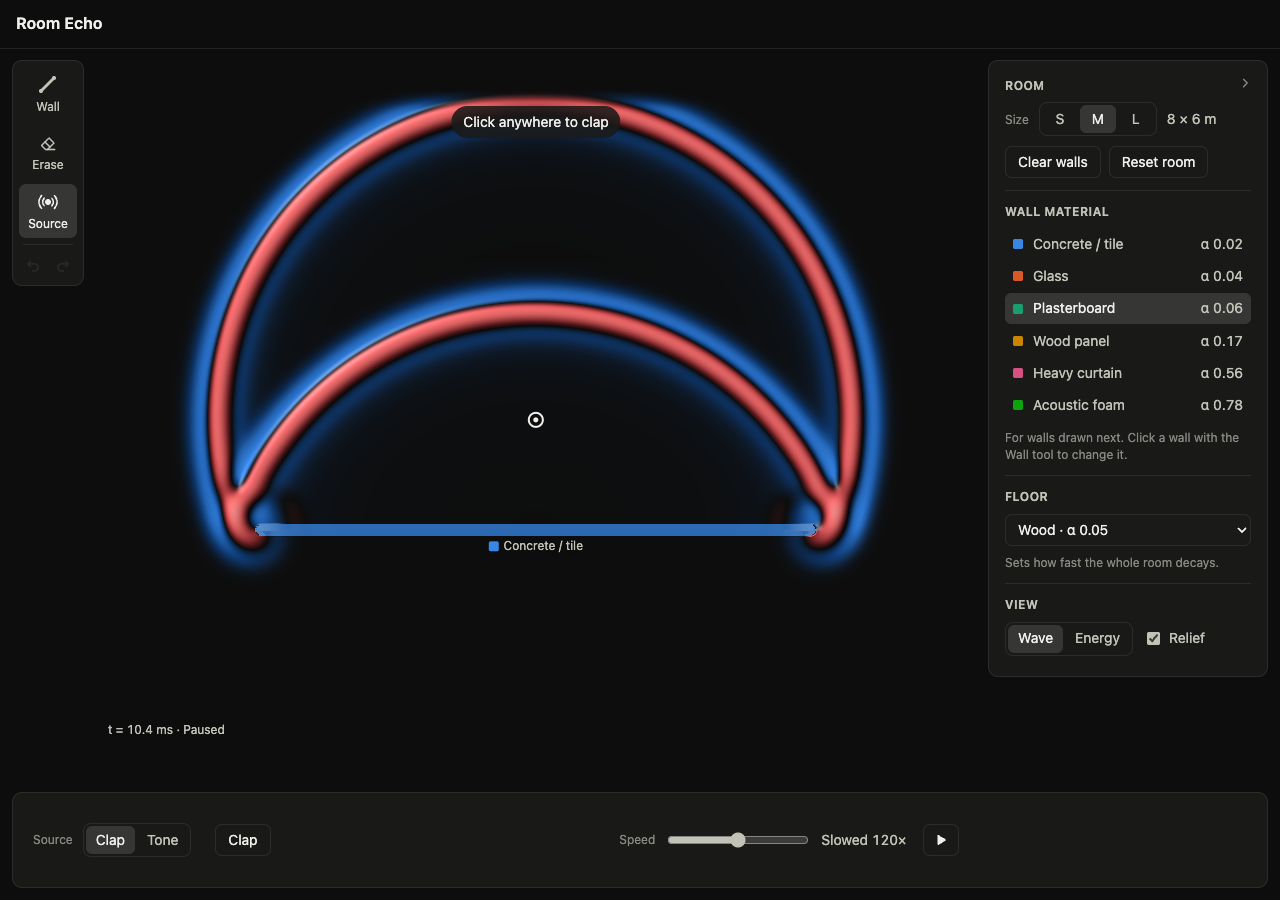 Room Echo
Wall
Erase
Source
Click anywhere to clap
Concrete / tile
t = 10.4 ms · Paused
ROOM
Size S M L 8 × 6 m
Clear walls Reset room
WALL MATERIAL
Concrete / tile α 0.02
Glass α 0.04
Plasterboard α 0.06
Wood panel α 0.17
Heavy curtain α 0.56
Acoustic foam α 0.78
For walls drawn next. Click a wall with the
Wall tool to change it.
FLOOR
Wood · α 0.05
Sets how fast the whole room decays.
VIEW
Wave Energy Relief
Source Clap Tone Clap Speed Slowed 120×